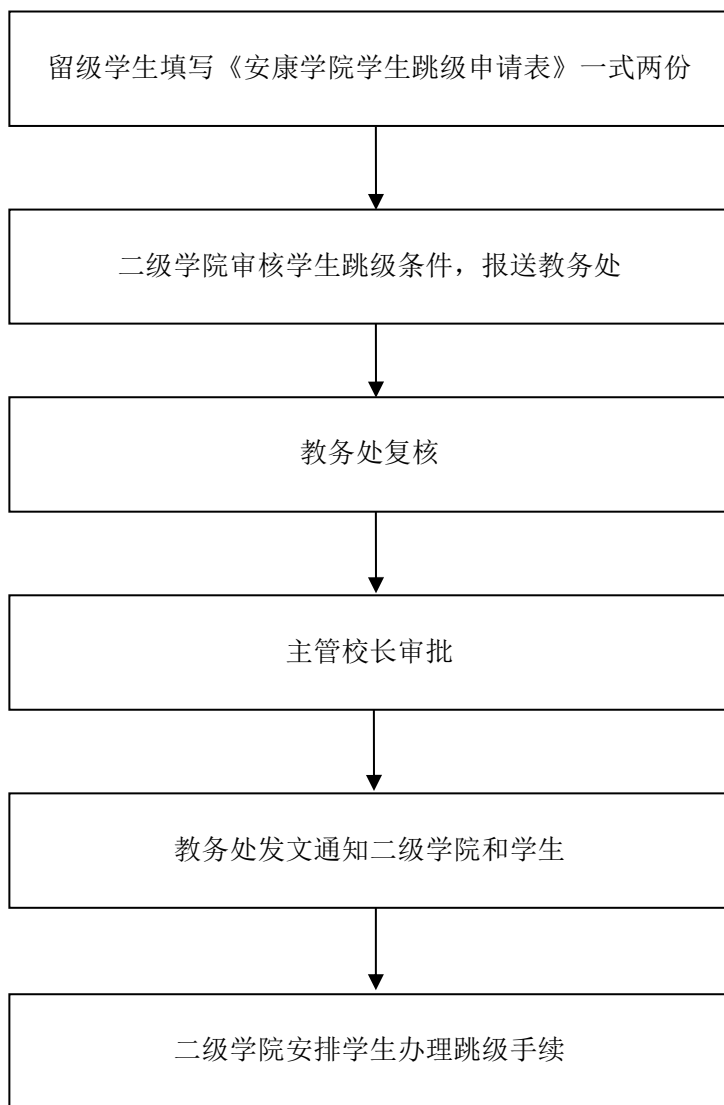 留级学生填写《安康学院学生跳级申请表》一式两份
二级学院审核学生跳级条件，报送教务处
教务处复核
主管校长审批
教务处发文通知二级学院和学生
二级学院安排学生办理跳级手续